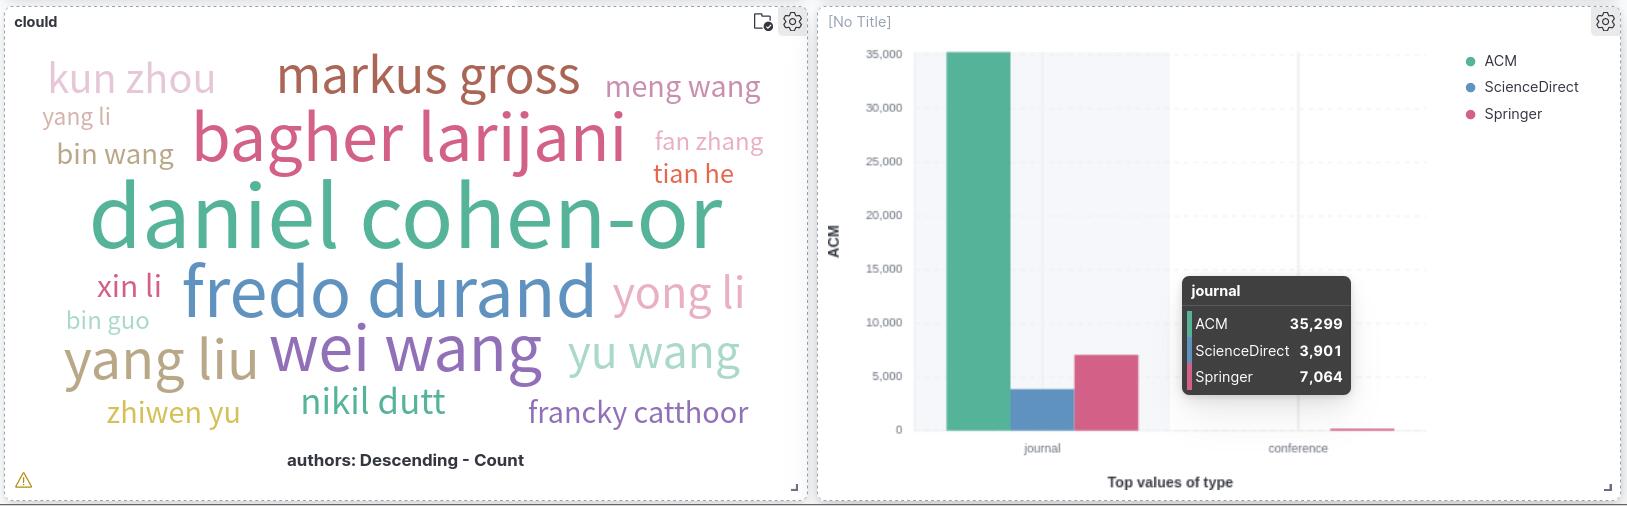 clould
kun zhou
markus gross
meng wang
yang li
bagher larijani
fan zhang
bin wang
tian he
daniel cohen-or
xin li
fredo durand
yong li
bin guo
yang liu
wei wang
yu wang
zhiwen yu
nikil dutt
francky catthoor
authors: Descending - Count
[No Title]
35,000
30,000
25,000
20,000
15,000
10,000
5,000
0
ACM
journal
conference
Top values of type
ACM
ScienceDirect
Springer
journal
ACM 35,299
ScienceDirect 3,901
Springer 7,064